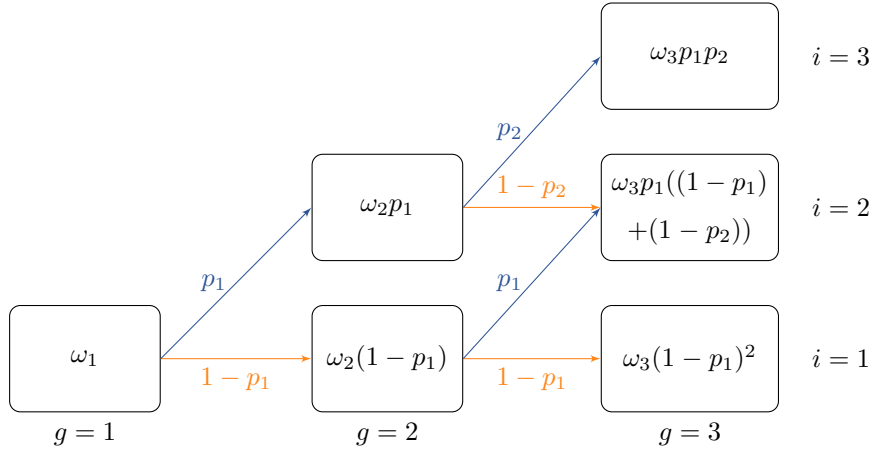 ω₃p₁p₂
i = 3
p₂
1 − p₂
ω₂p₁
ω₃p₁((1 − p₁)
+(1 − p₂))
i = 2
p₁
p₁
ω₁
1 − p₁
ω₂(1 − p₁)
1 − p₁
ω₃(1 − p₁)²
i = 1
g = 1
g = 2
g = 3